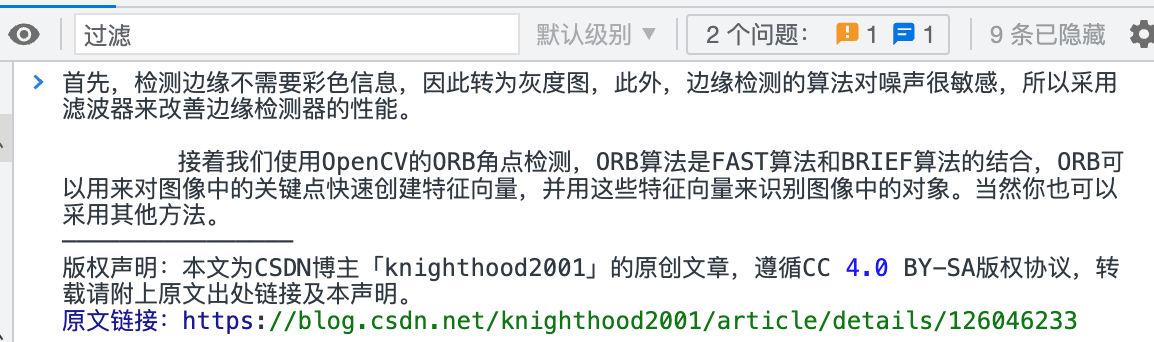 过滤 默认级别 ▼ 2 个问题: 1 1 9 条已隐藏
> 首先，检测边缘不需要彩色信息，因此转为灰度图，此外，边缘检测的算法对噪声很敏感，所以采用
滤波器来改善边缘检测器的性能。
接着我们使用OpenCV的ORB角点检测，ORB算法是FAST算法和BRIEF算法的结合，ORB可
以用来对图像中的关键点快速创建特征向量，并用这些特征向量来识别图像中的对象。当然你也可以
采用其他方法。
————————————————
版权声明：本文为CSDN博主「knighthood2001」的原创文章，遵循CC 4.0 BY-SA版权协议，转
载请附上原文出处链接及本声明。
原文链接：https://blog.csdn.net/knighthood2001/article/details/126046233